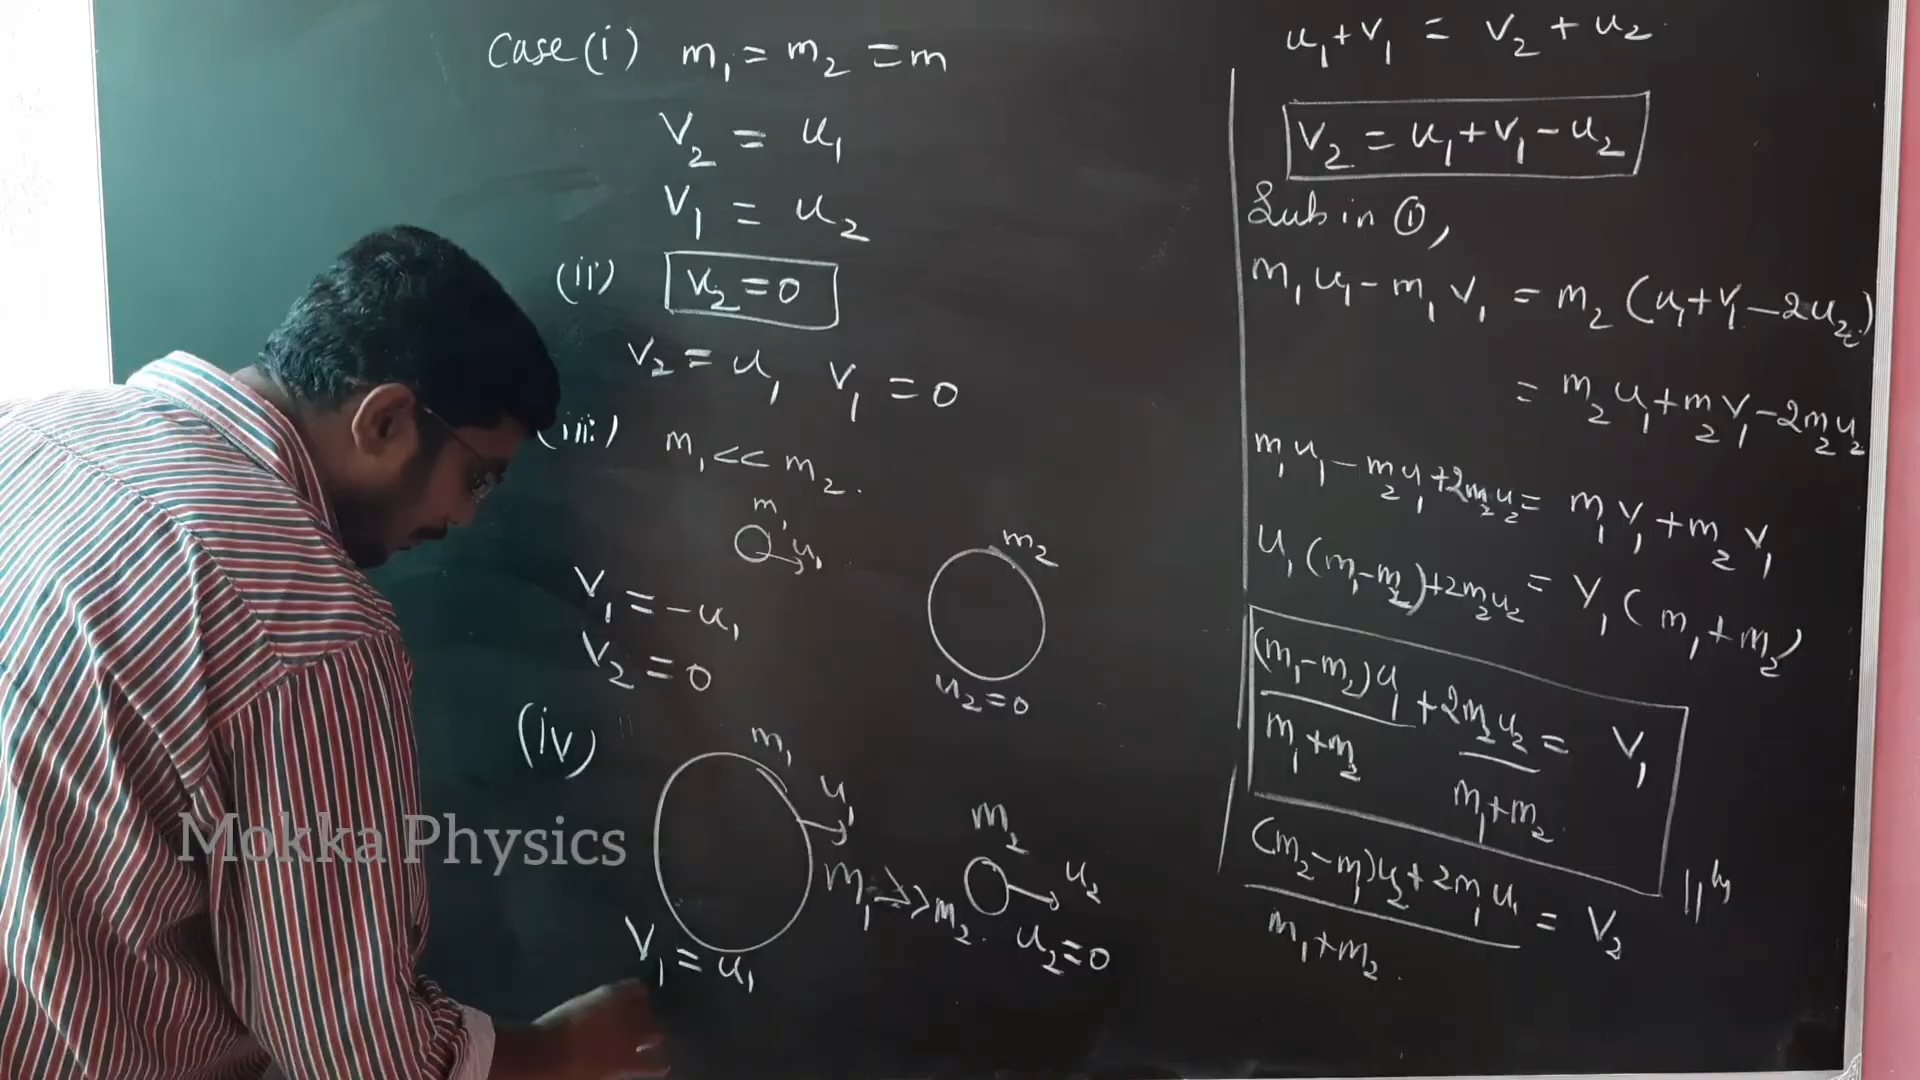 Case (i) m₁ = m₂ = m
V₂ = u₁
V₁ = u₂
(ii) u₂ = 0
V₂ = u₁ V₁ = 0
(iii) m₁ << m₂.
m₁
u₁
m₂
u₂ = 0
V₁ = -u₁
V₂ = 0
(iv)
m₁
u₁
m₁ >> m₂.
m₂
u₂
u₂ = 0
V₁ = u₁
u₁ + V₁ = V₂ + u₂
V₂ = u₁ + V₁ - u₂
Sub in ①,
m₁u₁ - m₁V₁ = m₂(u₁ + V₁ - 2u₂)
= m₂u₁ + m₂V₁ - 2m₂u₂
m₁u₁ - m₂u₁ + 2m₂u₂ = m₁V₁ + m₂V₁
u₁(m₁ - m₂) + 2m₂u₂ = V₁(m₁ + m₂)
(m₁ - m₂)u₁ + 2m₂u₂ = V₁
m₁ + m₂ m₁ + m₂
(m₂ - m₁)u₂ + 2m₁u₁ = V₂
m₁ + m₂.
||ly
Mokka Physics